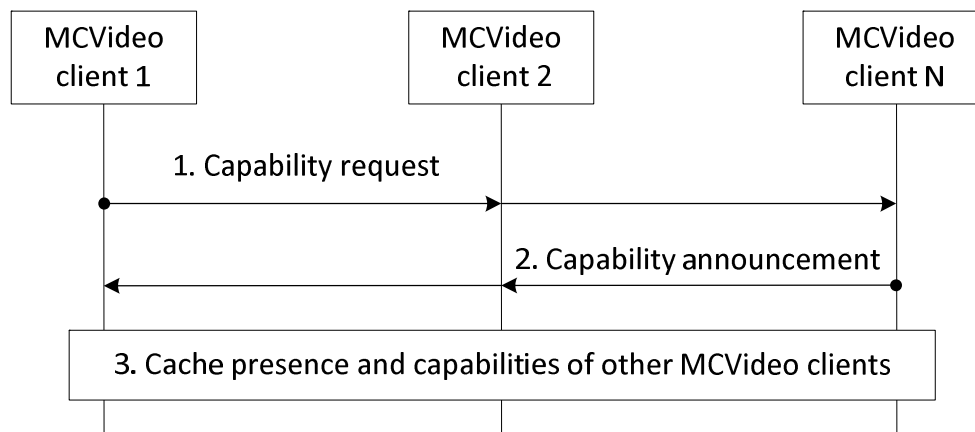 MCVideo
client 1
MCVideo
client 2
MCVideo
client N
1. Capability request
2. Capability announcement
3. Cache presence and capabilities of other MCVideo clients